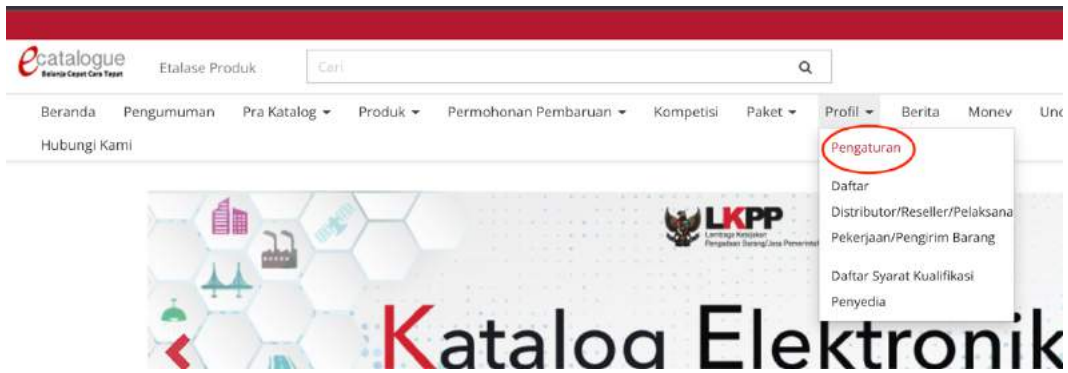 ecatalogue
Belanja Cepat Cara Tepat
Etalase Produk
Cari
Beranda Pengumuman Pra Katalog Produk Permohonan Pembaruan Kompetisi Paket Profil Berita Monev
Hubungi Kami
Pengaturan
Daftar
Distributor/Reseller/Pelaksana
Pekerjaan/Pengirim Barang
Daftar Syarat Kualifikasi
Penyedia
LKPP
Lembaga Kebijakan
Pengadaan Barang/Jasa Pemerintah
Katalog Elektronik